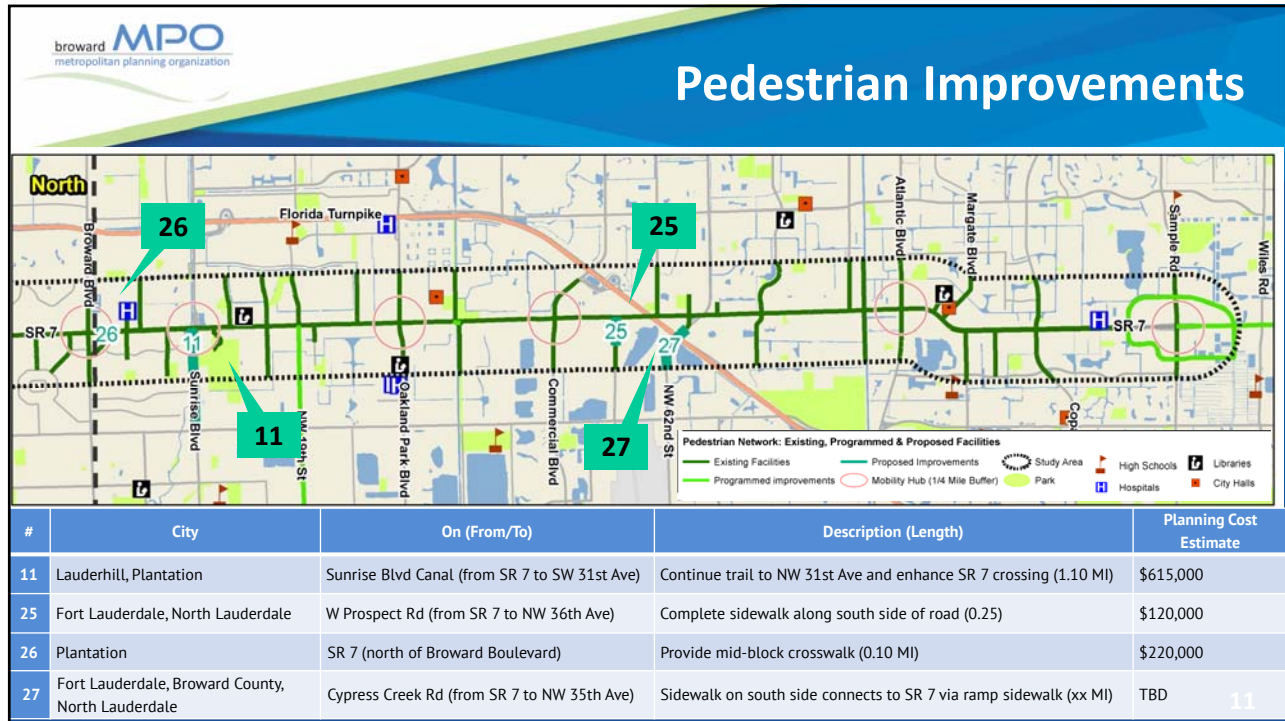 broward MPO
metropolitan planning organization
Pedestrian Improvements
North
Florida Turnpike
26
25
11
27
Broward Blvd
SR 7
26
11
Sunrise Blvd
NW 19th St
Oakland Park Blvd
Commercial Blvd
25
27
NW 62nd St
Atlantic Blvd
Margate Blvd
Sample Rd
Wiles Rd
SR 7
H
H
H
H
Pedestrian Network: Existing, Programmed & Proposed Facilities
Existing Facilities
Programmed improvements
Proposed Improvements
Mobility Hub (1/4 Mile Buffer)
Study Area
Park
High Schools
H Hospitals
Libraries
City Halls
# City On (From/To) Description (Length) Planning Cost
Estimate
11 Lauderhill, Plantation Sunrise Blvd Canal (from SR 7 to SW 31st Ave) Continue trail to NW 31st Ave and enhance SR 7 crossing (1.10 MI) $615,000
25 Fort Lauderdale, North Lauderdale W Prospect Rd (from SR 7 to NW 36th Ave) Complete sidewalk along south side of road (0.25) $120,000
26 Plantation SR 7 (north of Broward Boulevard) Provide mid-block crosswalk (0.10 MI) $220,000
27 Fort Lauderdale, Broward County,
North Lauderdale Cypress Creek Rd (from SR 7 to NW 35th Ave) Sidewalk on south side connects to SR 7 via ramp sidewalk (xx MI) TBD
11